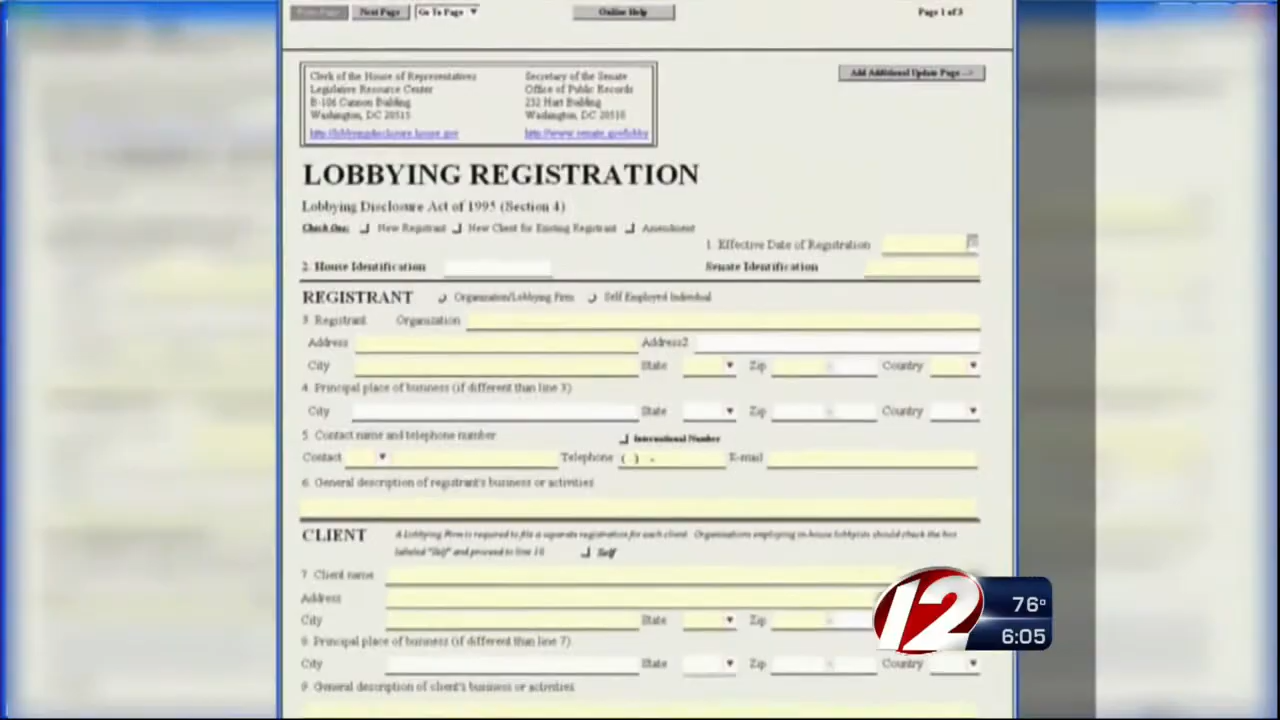 Next Page Go To Page Online Help Page 1 of 3
Clerk of the House of Representatives Secretary of the Senate
Legislative Resource Center Office of Public Records
B-106 Cannon Building 232 Hart Building
Washington, DC 20515 Washington, DC 20510
http://lobbyingdisclosure.house.gov http://www.senate.gov/lobby
Add Additional Update Page -->
LOBBYING REGISTRATION
Lobbying Disclosure Act of 1995 (Section 4)
Check One: New Registrant New Client for Existing Registrant Amendment
1. Effective Date of Registration
2. House Identification Senate Identification
REGISTRANT Organization/Lobbying Firm Self Employed Individual
3. Registrant Organization
Address Address2
City State Zip - Country
4. Principal place of business (if different than line 3)
City State Zip - Country
5. Contact name and telephone number International Number
Contact Telephone ( ) - E-mail
6. General description of registrant's business or activities
CLIENT A Lobbying Firm is required to file a separate registration for each client. Organizations employing in-house lobbyists should check the box
labeled "Self" and proceed to line 10. Self
7. Client name
Address
City State Zip -
8. Principal place of business (if different than line 7)
City State Zip - Country
9. General description of client's business or activities
12 76°
6:05